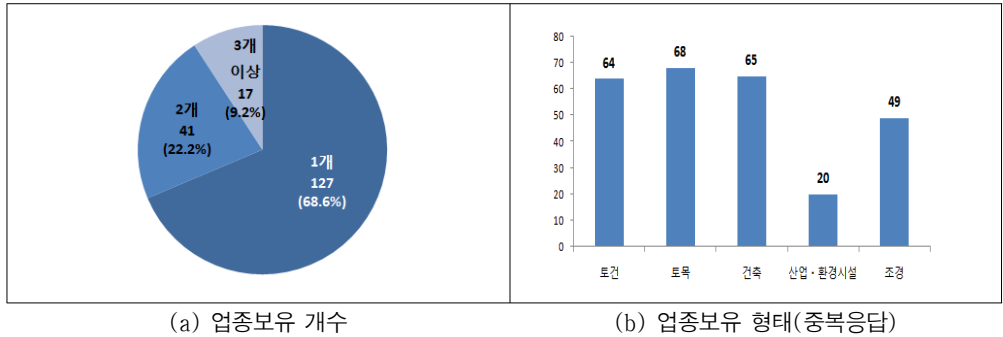 3개
이상
17
(9.2%)
2개
41
(22.2%)
1개
127
(68.6%)
80
70
60
50
40
30
20
10
0
64
68
65
20
49
토건
토목
건축
산업・환경시설
조경
(a) 업종보유 개수
(b) 업종보유 형태(중복응답)